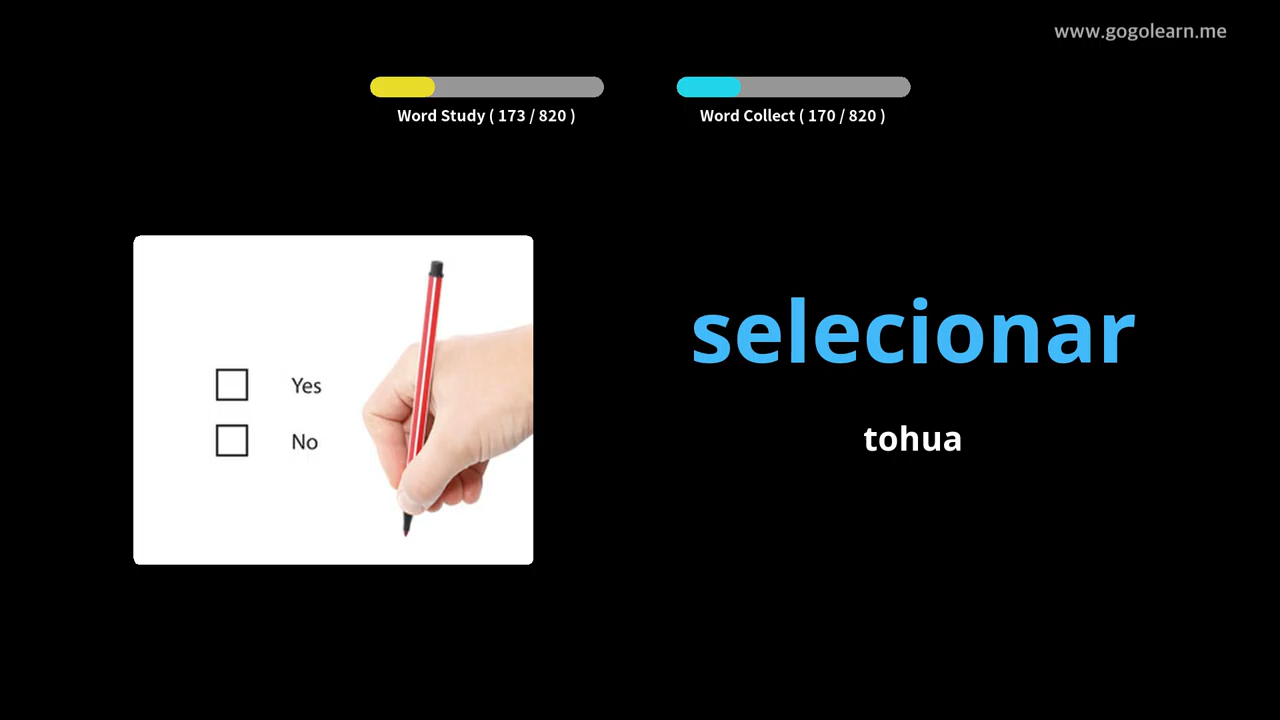 www.gogolearn.me
Word Study ( 173 / 820 )
Word Collect ( 170 / 820 )
Yes
No
selecionar
tohua